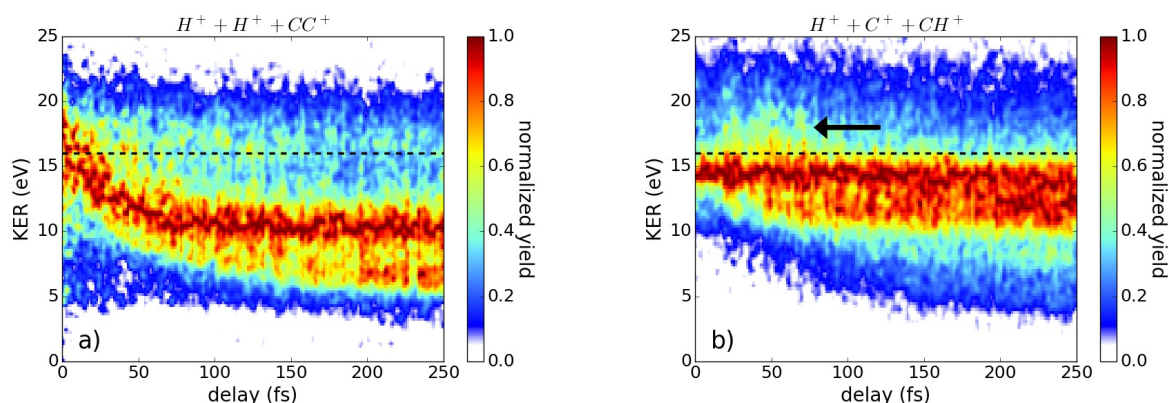 H⁺ + H⁺ + CC⁺
25
20
15
10
5
0
KER (eV)
0 50 100 150 200 250
delay (fs)
a)
1.0
0.8
0.6
0.4
0.2
0.0
normalized yield
H⁺ + C⁺ + CH⁺
25
20
15
10
5
0
KER (eV)
0 50 100 150 200 250
delay (fs)
b)
1.0
0.8
0.6
0.4
0.2
0.0
normalized yield